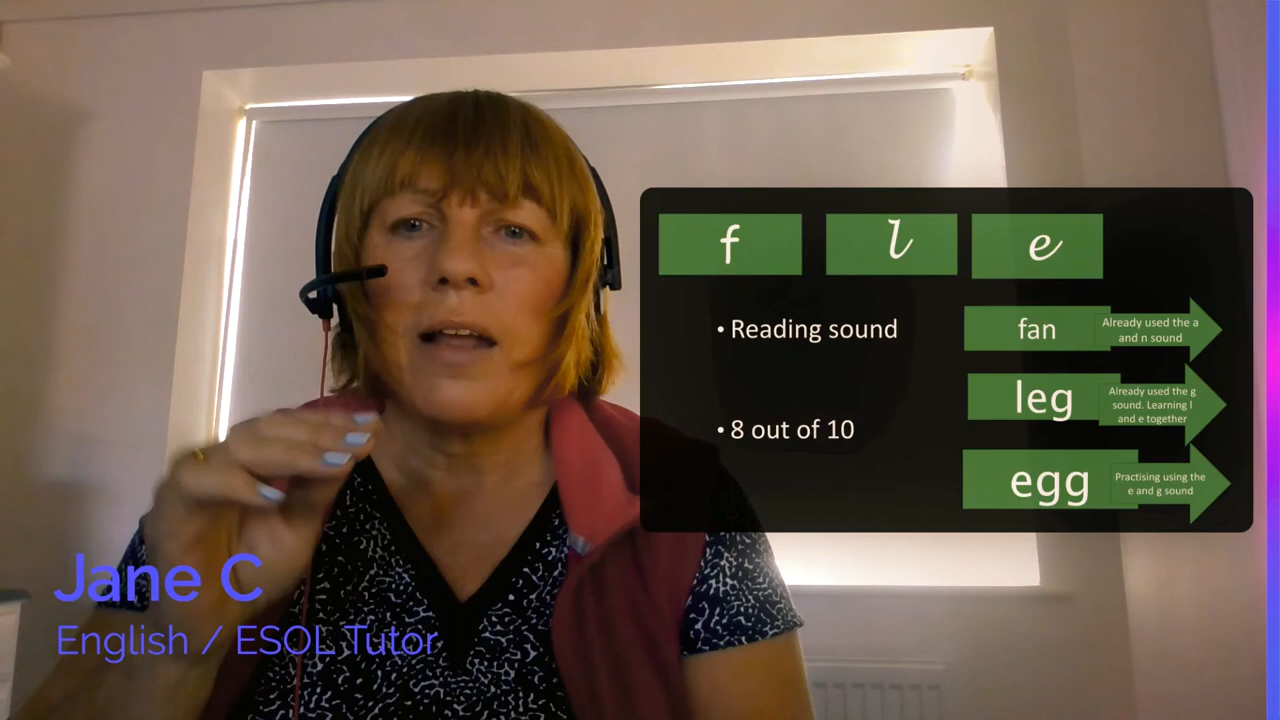 f l e
• Reading sound
• 8 out of 10
fan
Already used the a
and n sound
leg
Already used the g
sound. Learning l
and e together
egg
Practising using the
e and g sound
Jane C
English / ESOL Tutor